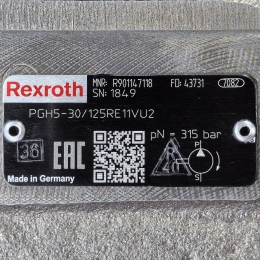 Rexroth
MNR: R901147118 FD: 43731 7082
SN: 1849
PGH5-30/125RE11VU2
pN = 315 bar
36 EAC
P
S
Made in Germany